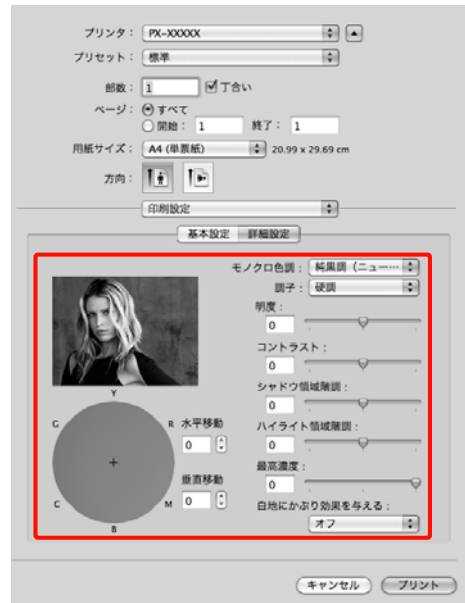 プリンタ： PX-XXXXX
プリセット： 標準
部数： 1 丁合い
ページ： すべて
開始： 1 終了： 1
用紙サイズ： A4 (単票紙) 20.99 x 29.69 cm
方向：
印刷設定
基本設定 詳細設定
モノクロ色調： 純黒調（ニュー…
調子： 硬調
明度：
0
コントラスト：
0
シャドウ領域階調：
0
ハイライト領域階調：
0
最高濃度：
0
白地にかぶり効果を与える：
オフ
Y
G R
C M
B
水平移動
0
垂直移動
0
キャンセル プリント